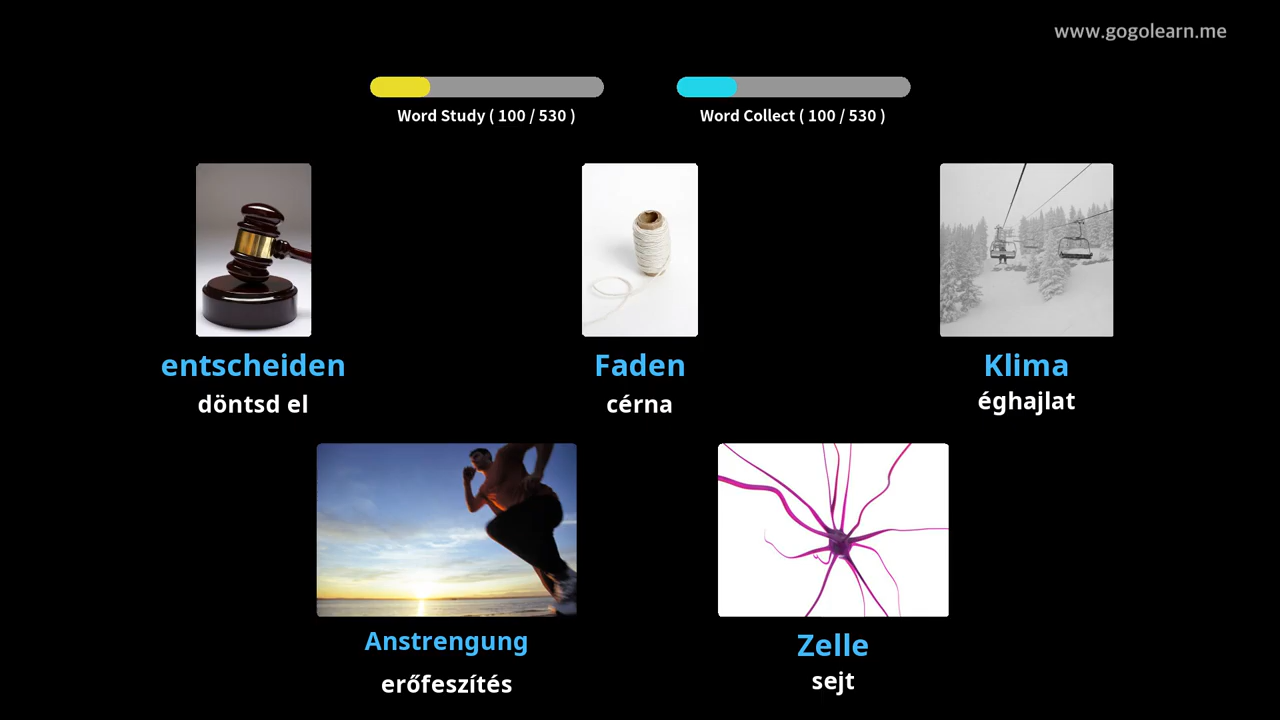 www.gogolearn.me
Word Study ( 100 / 530 )
Word Collect ( 100 / 530 )
entscheiden
döntsd el
Faden
cérna
Klima
éghajlat
Anstrengung
erőfeszítés
Zelle
sejt